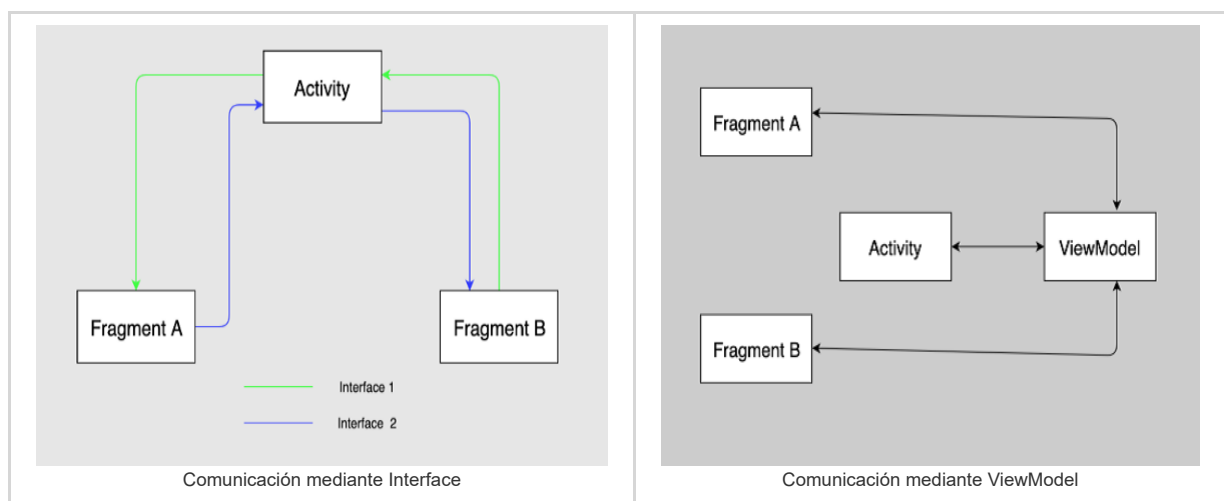 Activity
Fragment A
Fragment B
Interface 1
Interface 2
Comunicación mediante Interface
Fragment A
Activity
ViewModel
Fragment B
Comunicación mediante ViewModel